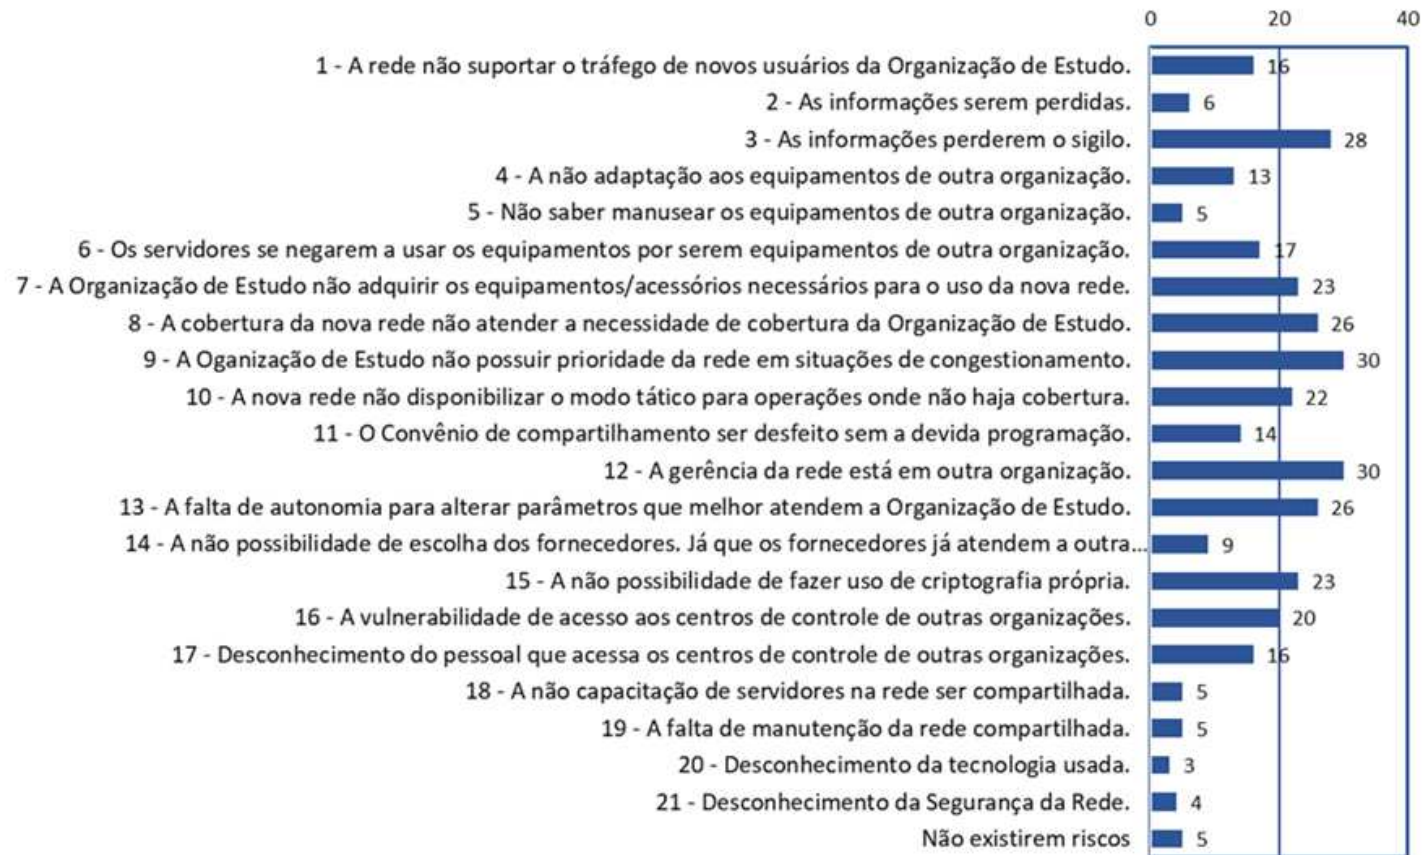 0 20 40
1 - A rede não suportar o tráfego de novos usuários da Organização de Estudo. 16
2 - As informações serem perdidas. 6
3 - As informações perderem o sigilo. 28
4 - A não adaptação aos equipamentos de outra organização. 13
5 - Não saber manusear os equipamentos de outra organização. 5
6 - Os servidores se negarem a usar os equipamentos por serem equipamentos de outra organização. 17
7 - A Organização de Estudo não adquirir os equipamentos/acessórios necessários para o uso da nova rede. 23
8 - A cobertura da nova rede não atender a necessidade de cobertura da Organização de Estudo. 26
9 - A Oganização de Estudo não possuir prioridade da rede em situações de congestionamento. 30
10 - A nova rede não disponibilizar o modo tático para operações onde não haja cobertura. 22
11 - O Convênio de compartilhamento ser desfeito sem a devida programação. 14
12 - A gerência da rede está em outra organização. 30
13 - A falta de autonomia para alterar parâmetros que melhor atendem a Organização de Estudo. 26
14 - A não possibilidade de escolha dos fornecedores. Já que os fornecedores já atendem a outra... 9
15 - A não possibilidade de fazer uso de criptografia própria. 23
16 - A vulnerabilidade de acesso aos centros de controle de outras organizações. 20
17 - Desconhecimento do pessoal que acessa os centros de controle de outras organizações. 16
18 - A não capacitação de servidores na rede ser compartilhada. 5
19 - A falta de manutenção da rede compartilhada. 5
20 - Desconhecimento da tecnologia usada. 3
21 - Desconhecimento da Segurança da Rede. 4
Não existirem riscos 5